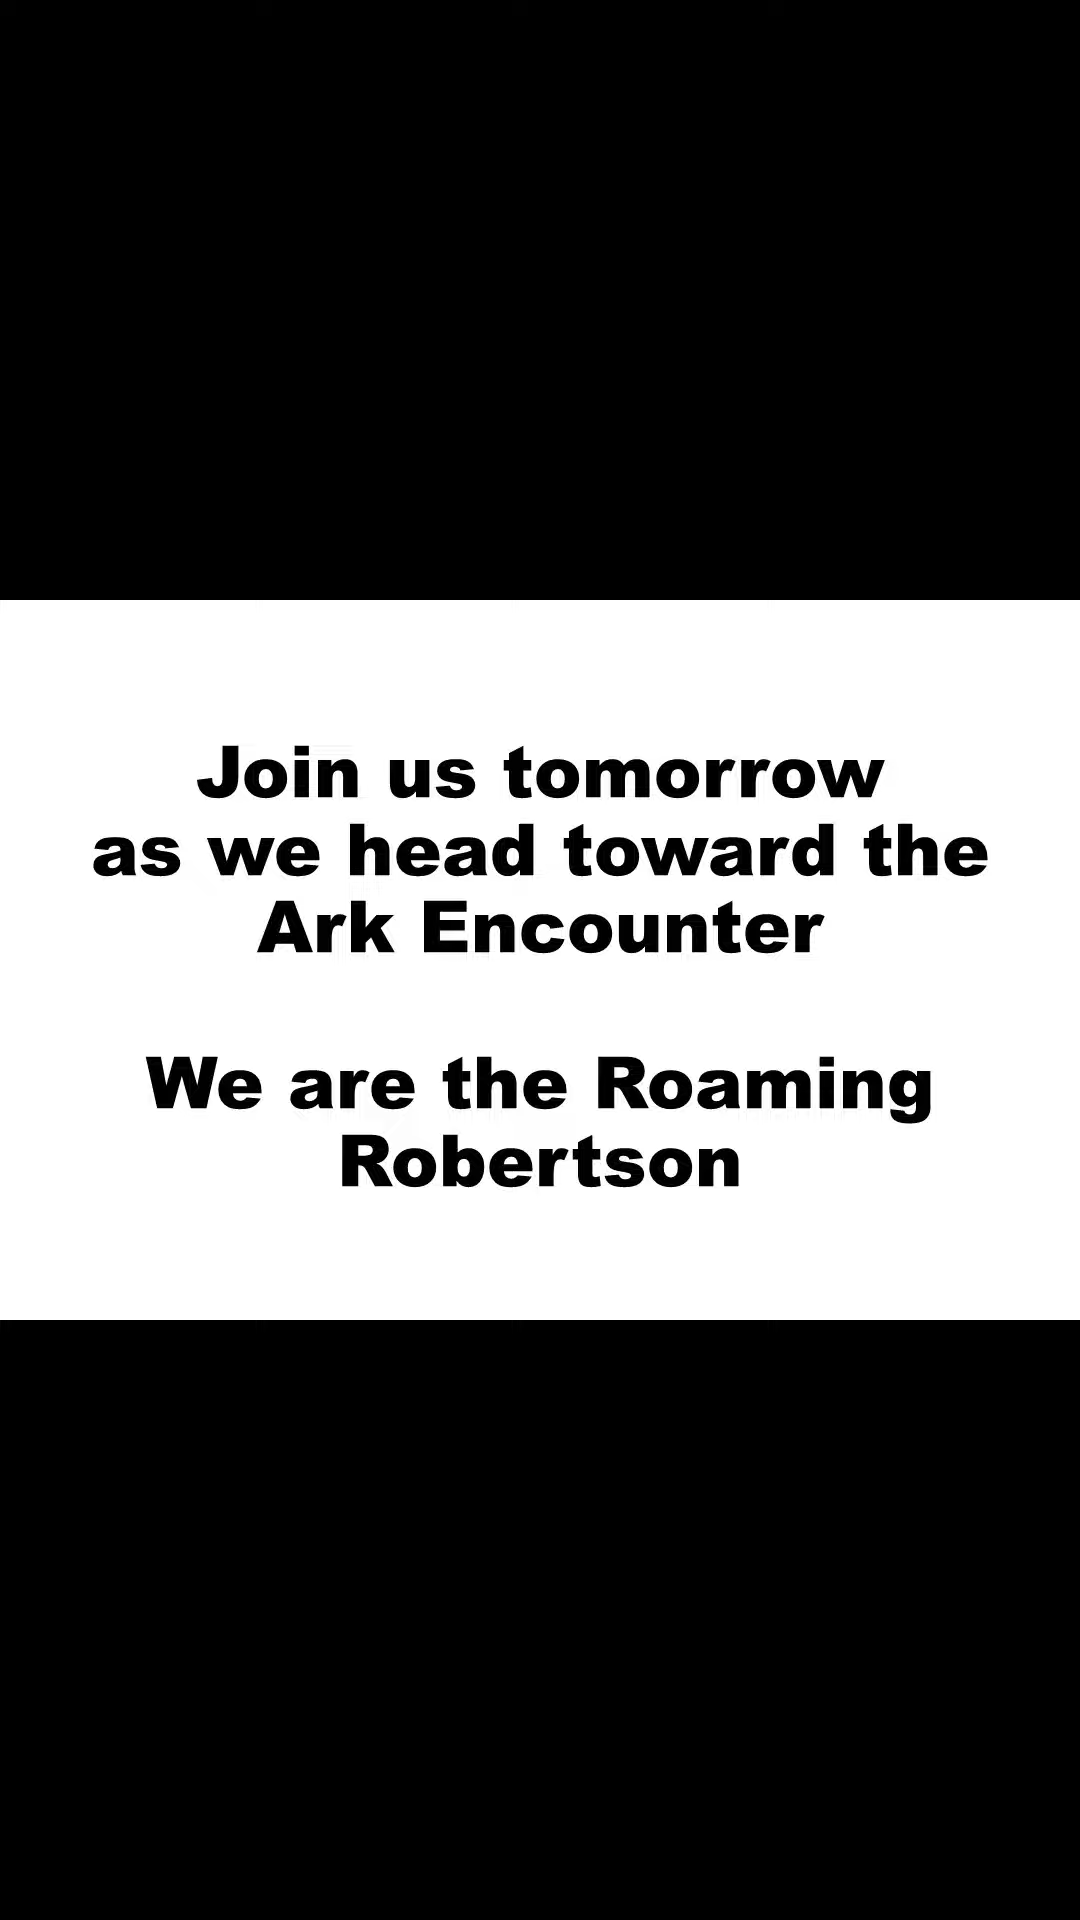 Join us tomorrow
as we head toward the
Ark Encounter
We are the Roaming
Robertson